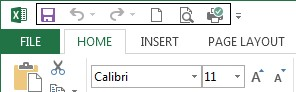 FILE HOME INSERT PAGE LAYOUT
Calibri 11 A A